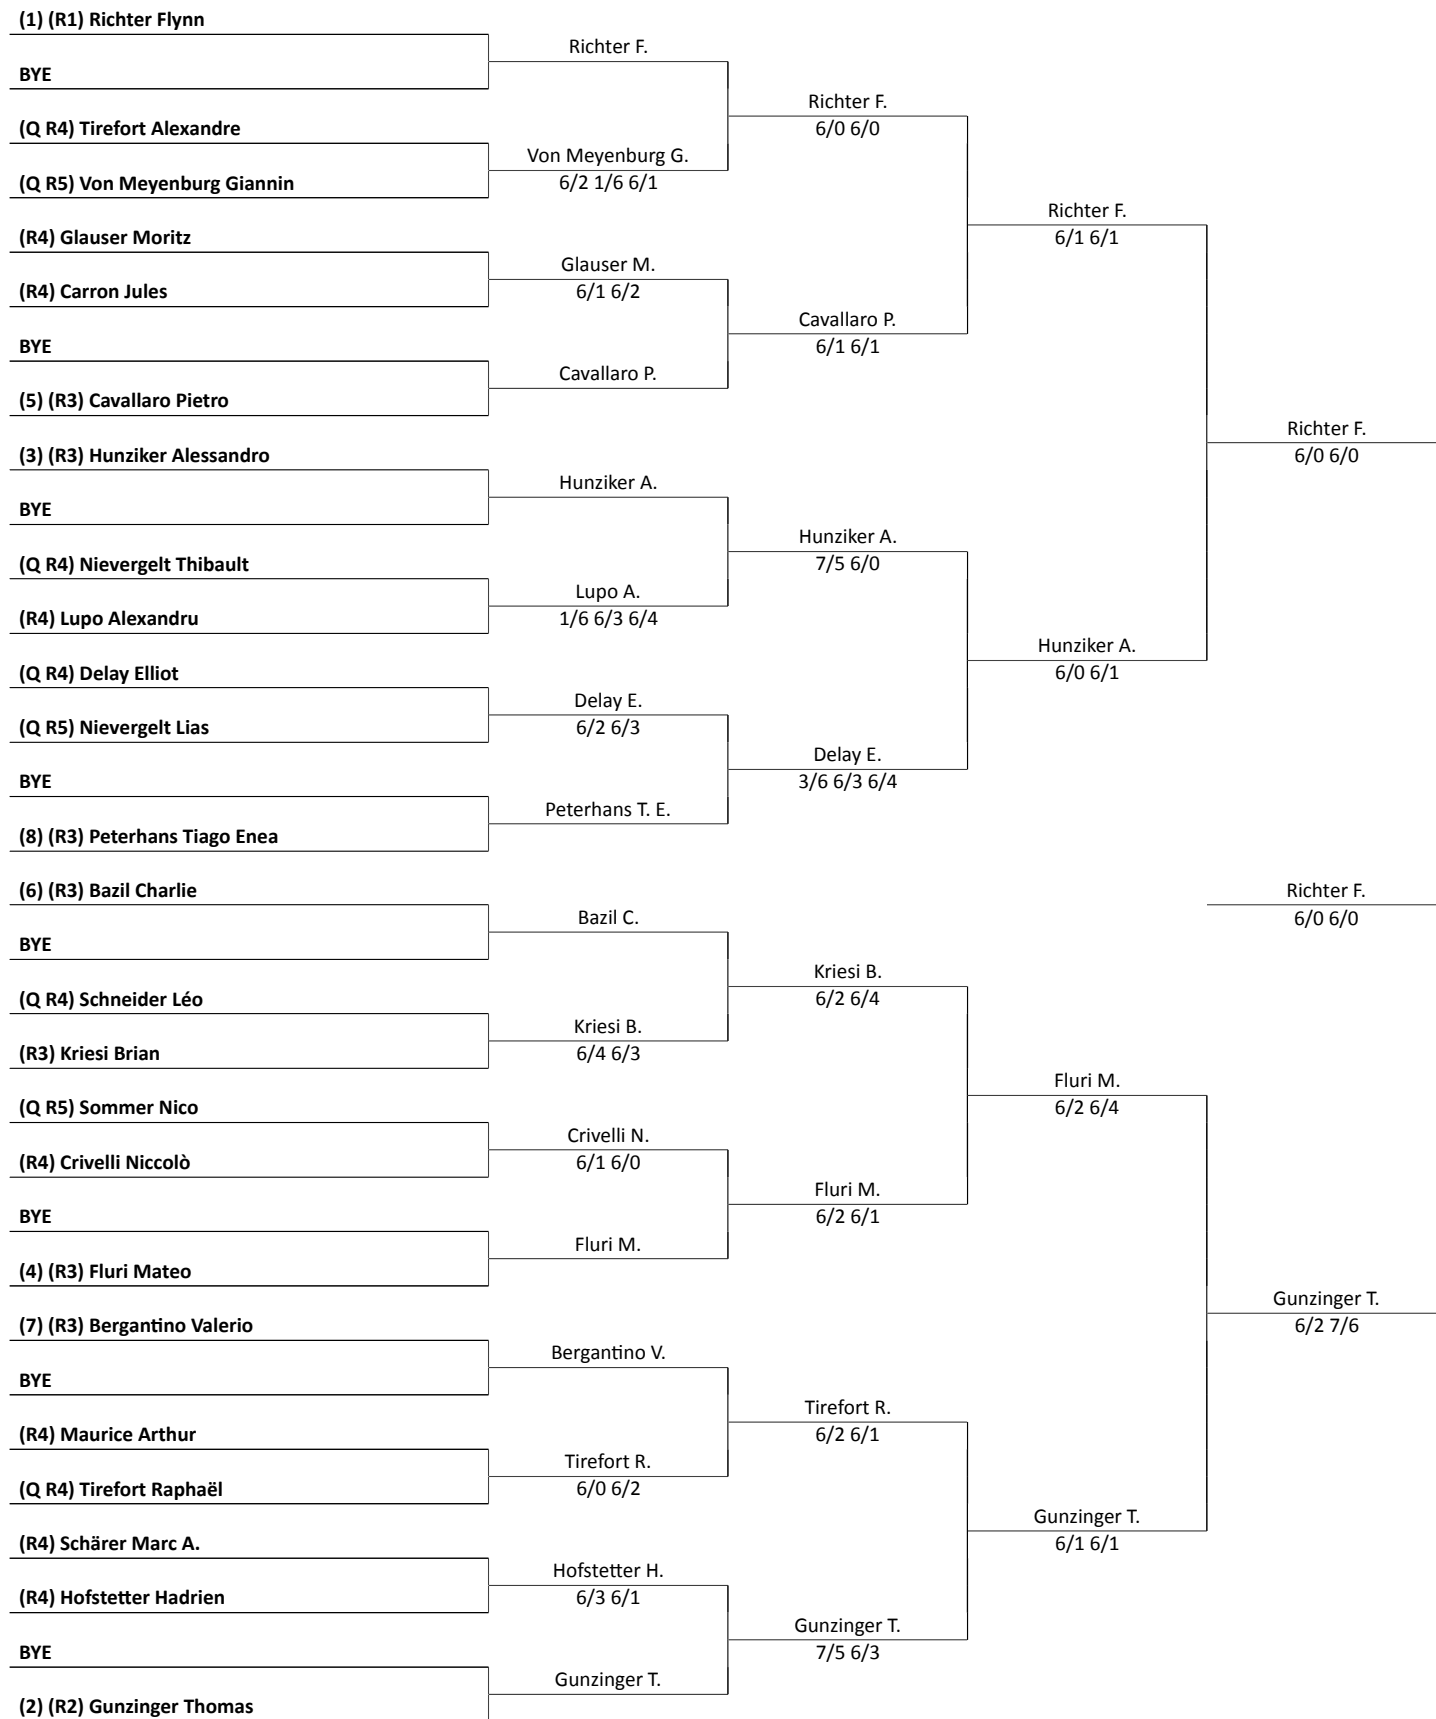 (1) (R1) Richter Flynn
Richter F.
BYE
Richter F.
6/0 6/0
(Q R4) Tirefort Alexandre
Von Meyenburg G.
6/2 1/6 6/1
(Q R5) Von Meyenburg Giannin
Richter F.
6/1 6/1
(R4) Glauser Moritz
Glauser M.
6/1 6/2
(R4) Carron Jules
Cavallaro P.
6/1 6/1
BYE
Cavallaro P.
(5) (R3) Cavallaro Pietro
Richter F.
6/0 6/0
(3) (R3) Hunziker Alessandro
Hunziker A.
BYE
Hunziker A.
7/5 6/0
(Q R4) Nievergelt Thibault
Lupo A.
1/6 6/3 6/4
(R4) Lupo Alexandru
Hunziker A.
6/0 6/1
(Q R4) Delay Elliot
Delay E.
6/2 6/3
(Q R5) Nievergelt Lias
Delay E.
3/6 6/3 6/4
BYE
Peterhans T. E.
(8) (R3) Peterhans Tiago Enea
(6) (R3) Bazil Charlie
Richter F.
6/0 6/0
Bazil C.
BYE
Kriesi B.
6/2 6/4
(Q R4) Schneider Léo
Kriesi B.
6/4 6/3
(R3) Kriesi Brian
Fluri M.
6/2 6/4
(Q R5) Sommer Nico
Crivelli N.
6/1 6/0
(R4) Crivelli Niccolò
Fluri M.
6/2 6/1
BYE
Fluri M.
(4) (R3) Fluri Mateo
Gunzinger T.
6/2 7/6
(7) (R3) Bergantino Valerio
Bergantino V.
BYE
Tirefort R.
6/2 6/1
(R4) Maurice Arthur
Tirefort R.
6/0 6/2
(Q R4) Tirefort Raphaël
Gunzinger T.
6/1 6/1
(R4) Schärer Marc A.
Hofstetter H.
6/3 6/1
(R4) Hofstetter Hadrien
Gunzinger T.
7/5 6/3
BYE
Gunzinger T.
(2) (R2) Gunzinger Thomas